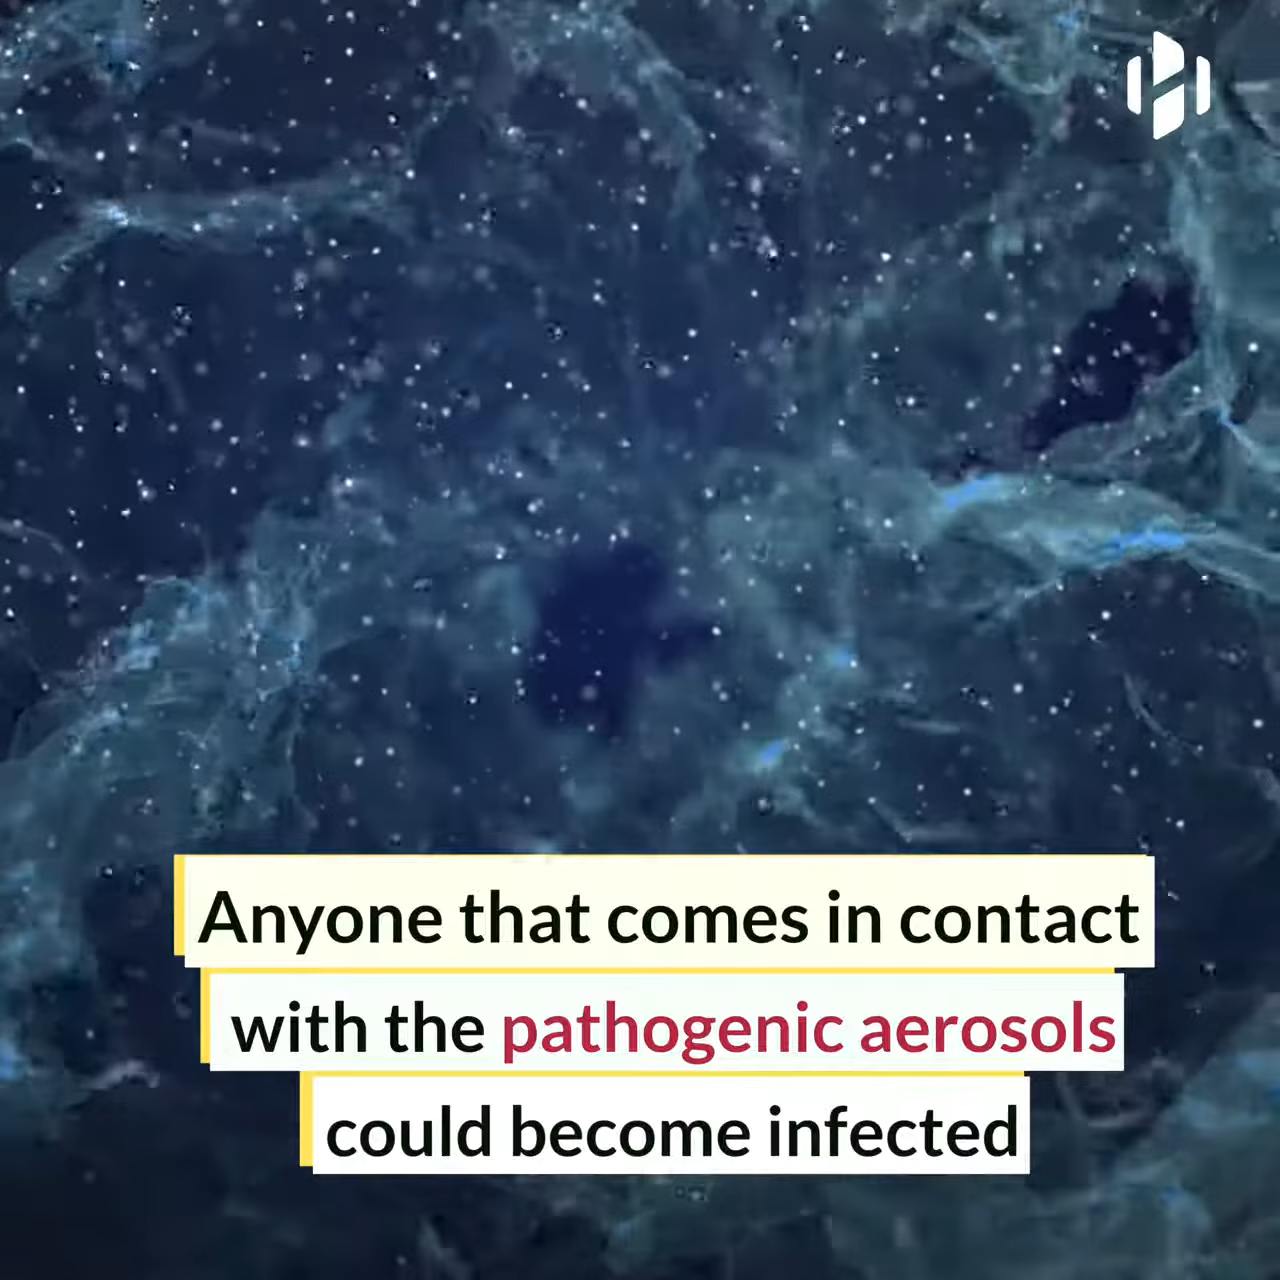 Anyone that comes in contact
with the pathogenic aerosols
could become infected